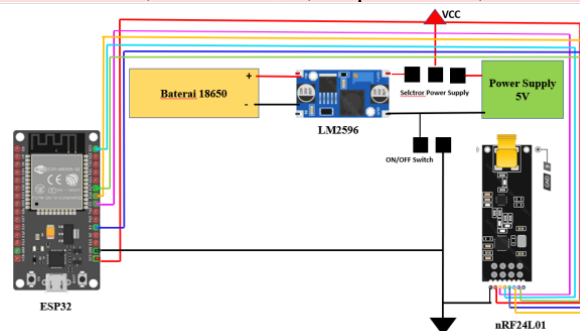 VCC
Baterai 18650
+
-
LM2596
Selctror Power Supply
Power Supply
5V
ON/OFF Switch
ESP32
nRF24L01